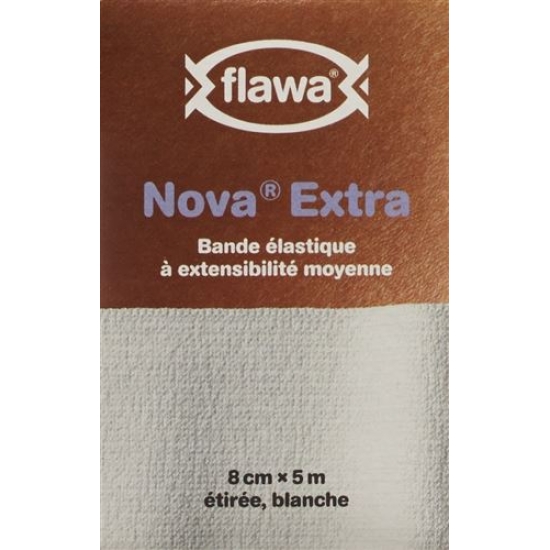 flawa®
Nova® Extra
Bande élastique
à extensibilité moyenne
8 cm × 5 m
étirée, blanche